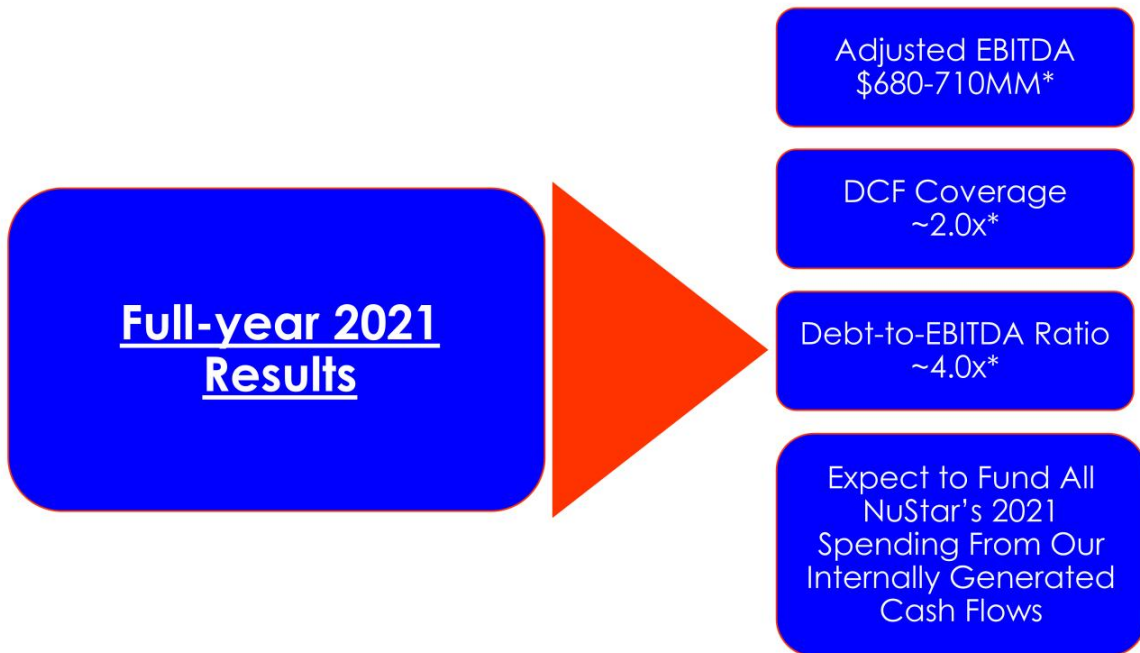 Full-year 2021
Results
Adjusted EBITDA
$680-710MM*
DCF Coverage
~2.0x*
Debt-to-EBITDA Ratio
~4.0x*
Expect to Fund All
NuStar’s 2021
Spending From Our
Internally Generated
Cash Flows